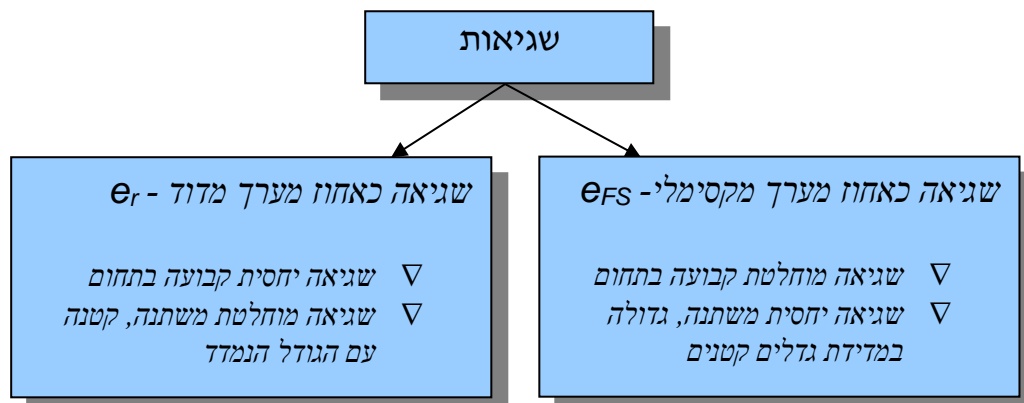 שגיאות
שגיאה כאחוז מערך מקסימלי- eFS
∇ שגיאה מוחלטת קבועה בתחום
∇ שגיאה יחסית משתנה, גדולה
במדידת גדלים קטנים
שגיאה כאחוז מערך מדוד - er
∇ שגיאה יחסית קבועה בתחום
∇ שגיאה מוחלטת משתנה, קטנה
עם הגודל הנמדד